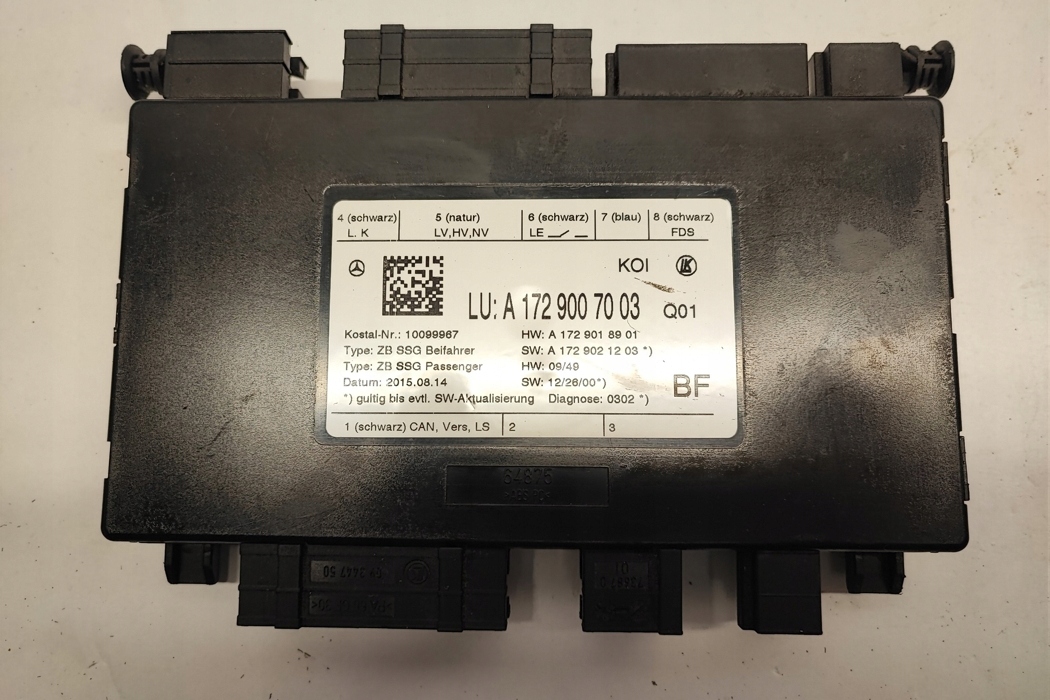 4 (schwarz) 5 (natur) 6 (schwarz) 7 (blau) 8 (schwarz)
L. K LV,HV,NV LE FDS
KOI
LU: A 172 900 70 03 Q01
Kostal-Nr.: 10099967 HW: A 172 901 89 01
Type: ZB SSG Beifahrer SW: A 172 902 12 03 *)
Type: ZB SSG Passenger HW: 09/49
Datum: 2015.08.14 SW: 12/26/00*)
BF
*) gultig bis evtl. SW-Aktualisierung Diagnose: 0302 *)
1 (schwarz) CAN, Vers, LS 2 3